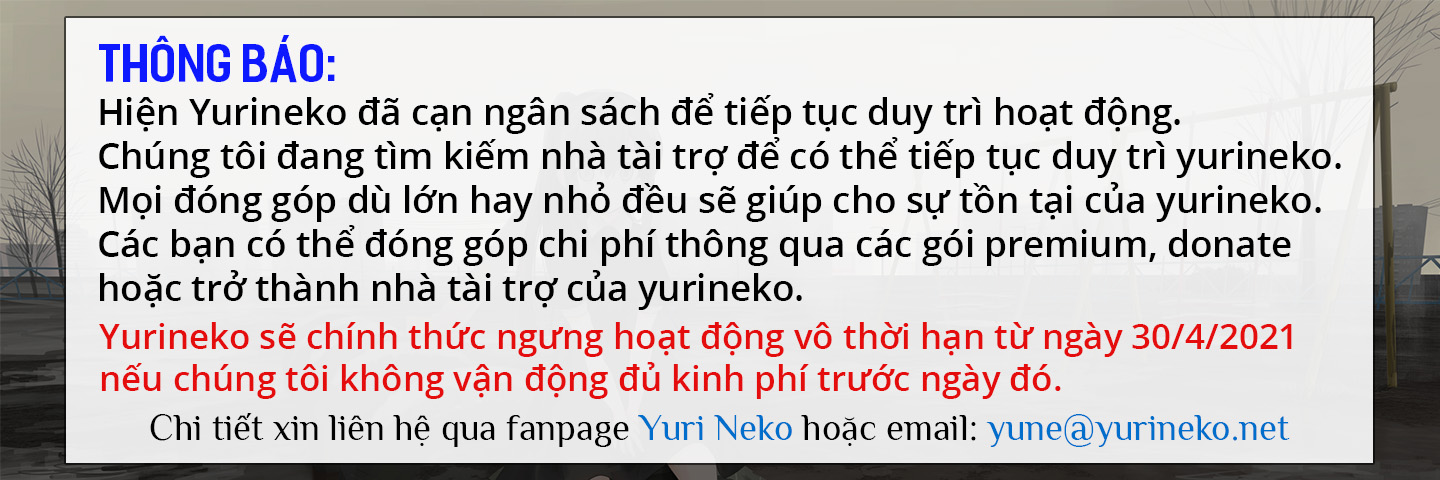 THÔNG BÁO:
Hiện Yurineko đã cạn ngân sách để tiếp tục duy trì hoạt động.
Chúng tôi đang tìm kiếm nhà tài trợ để có thể tiếp tục duy trì yurineko.
Mọi đóng góp dù lớn hay nhỏ đều sẽ giúp cho sự tồn tại của yurineko.
Các bạn có thể đóng góp chi phí thông qua các gói premium, donate
hoặc trở thành nhà tài trợ của yurineko.
Yurineko sẽ chính thức ngưng hoạt động vô thời hạn từ ngày 30/4/2021
nếu chúng tôi không vận động đủ kinh phí trước ngày đó.
Chi tiết xin liên hệ qua fanpage Yuri Neko hoặc email: yune@yurineko.net